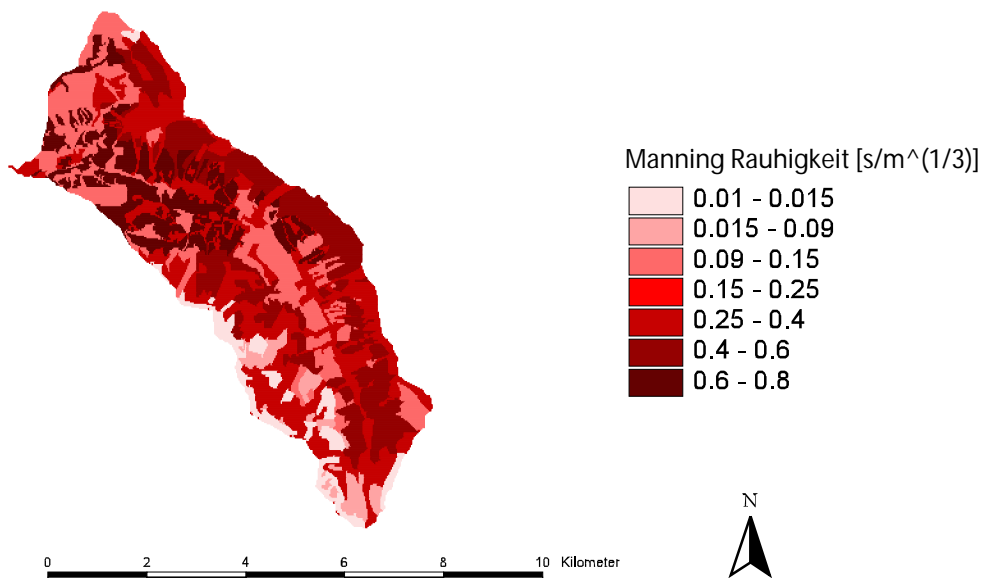 Manning Rauhigkeit [s/m^(1/3)]
0.01 - 0.015
0.015 - 0.09
0.09 - 0.15
0.15 - 0.25
0.25 - 0.4
0.4 - 0.6
0.6 - 0.8
N
0 2 4 6 8 10 Kilometer